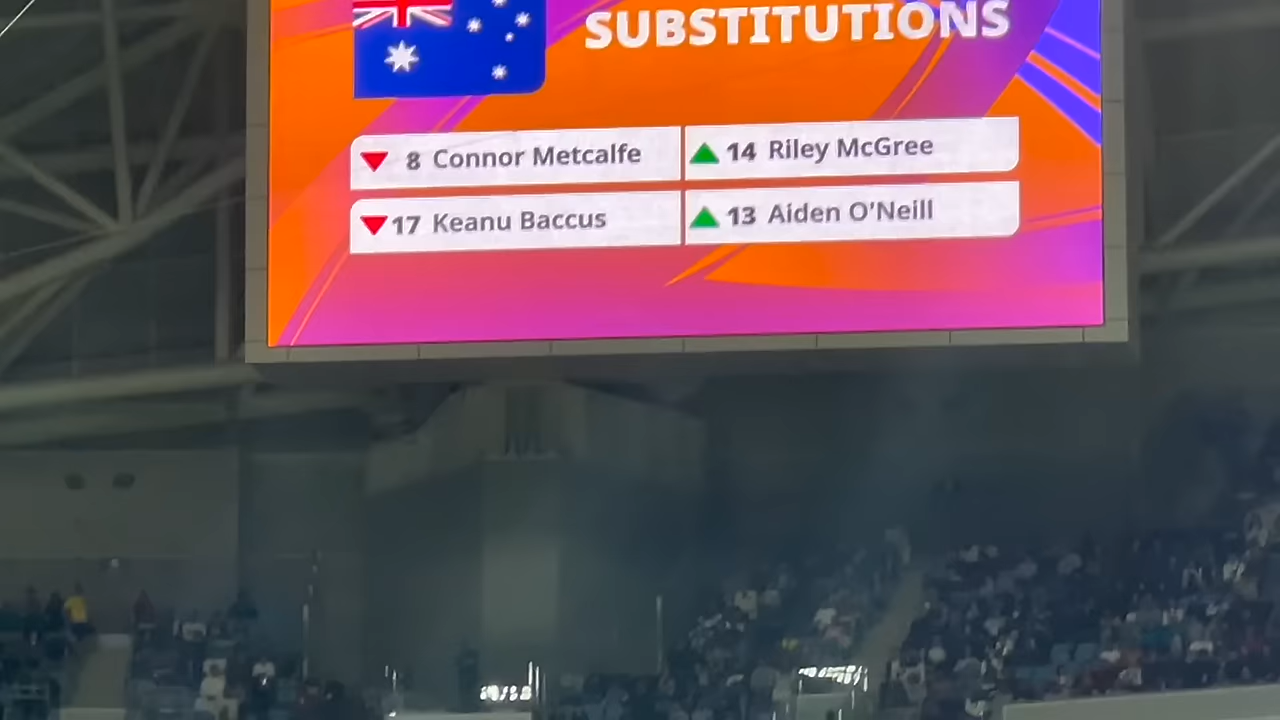 SUBSTITUTIONS
8 Connor Metcalfe 14 Riley McGree
17 Keanu Baccus 13 Aiden O'Neill